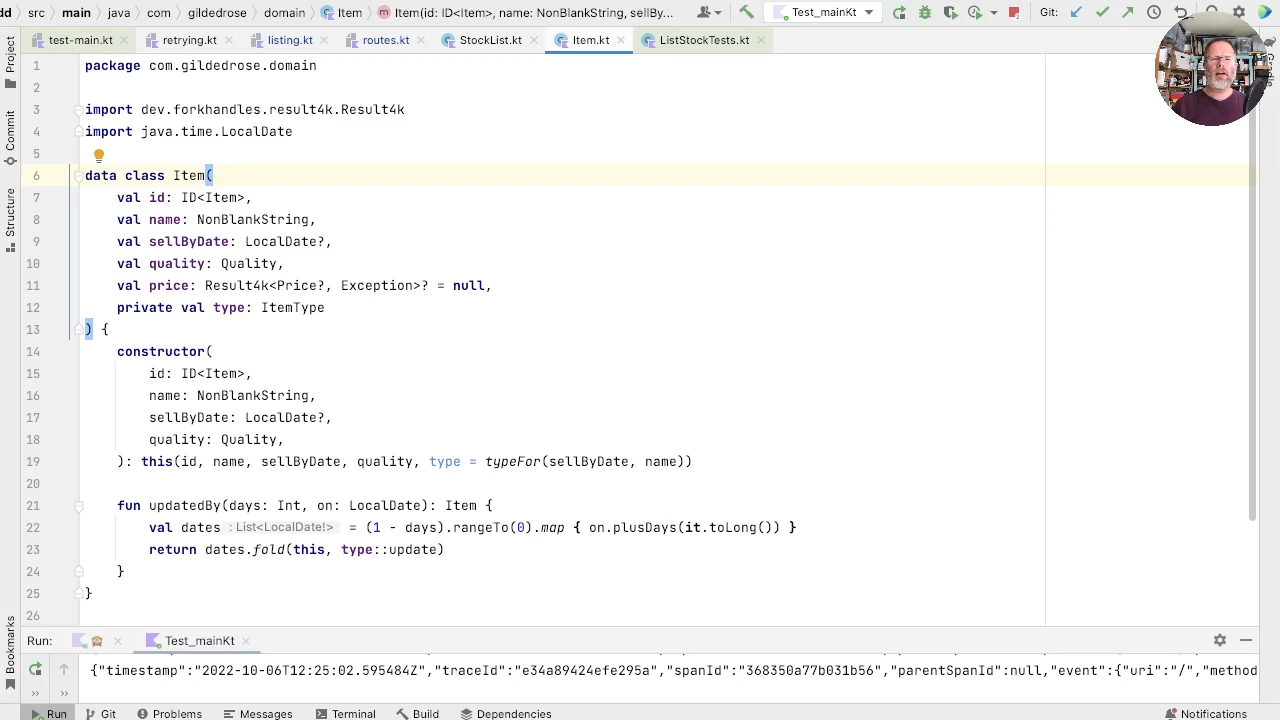 dd src main java com gildedrose domain Item Item(id: ID<Item>, name: NonBlankString, sellBy... Test_mainKt Git:
test-main.kt retrying.kt listing.kt routes.kt StockList.kt Item.kt ListStockTests.kt
Project
Commit
Structure
Bookmarks
1 package com.gildedrose.domain
2
3 import dev.forkhandles.result4k.Result4k
4 import java.time.LocalDate
5
6 data class Item(
7 val id: ID<Item>,
8 val name: NonBlankString,
9 val sellByDate: LocalDate?,
10 val quality: Quality,
11 val price: Result4k<Price?, Exception>? = null,
12 private val type: ItemType
13 ) {
14 constructor(
15 id: ID<Item>,
16 name: NonBlankString,
17 sellByDate: LocalDate?,
18 quality: Quality,
19 ): this(id, name, sellByDate, quality, type = typeFor(sellByDate, name))
20
21 fun updatedBy(days: Int, on: LocalDate): Item {
22 val dates : List<LocalDate!> = (1 - days).rangeTo(0).map { on.plusDays(it.toLong()) }
23 return dates.fold(this, type::update)
24 }
25 }
26
Run: Test_mainKt
{"timestamp":"2022-10-06T12:25:02.595484Z","traceId":"e34a89424efe295a","spanId":"368350a77b031b56","parentSpanId":null,"event":{"uri":"/","method
Run Git Problems Messages Terminal Build Dependencies Notifications